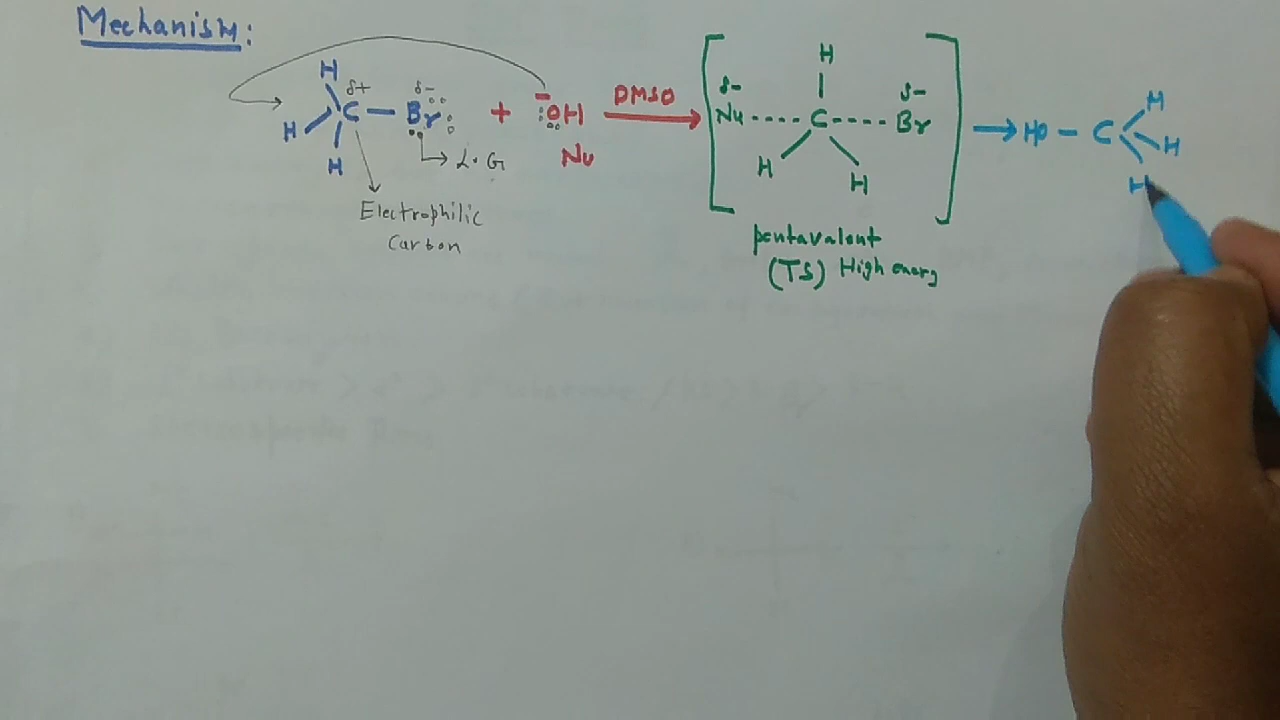 Mechanism:
H
H C – Br + OH DMSO
δ+ δ–
H
Nu
L.G
Electrophilic
Carbon
H
δ- δ-
Nu ---- C ---- Br
H H
pentavalent
(TS) High energ
HO – C H
H
H